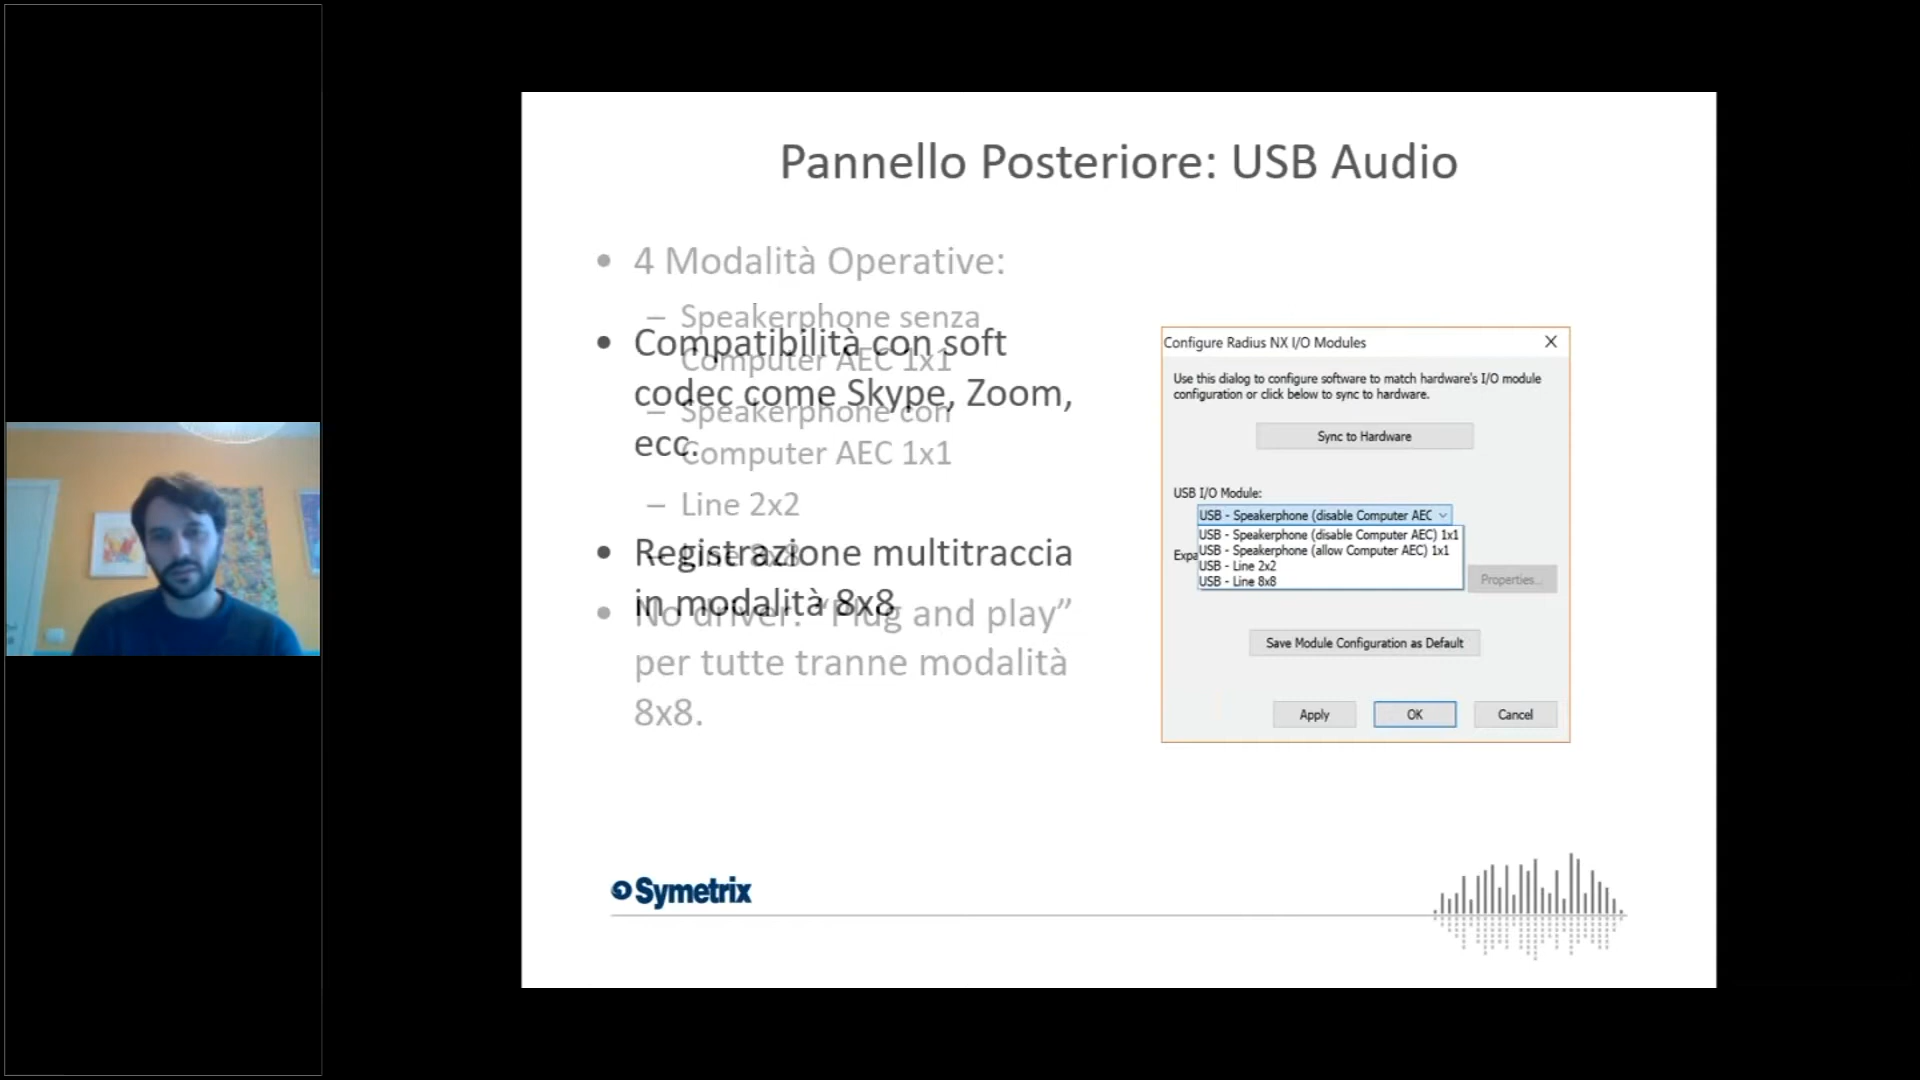 Pannello Posteriore: USB Audio
• 4 Modalità Operative:
– Speakerphone senza
Computer AEC 1x1
– Speakerphone con
Computer AEC 1x1
– Line 2x2
– Line 8x8
• No driver: “Plug and play”
per tutte tranne modalità
8x8.
• Compatibilità con soft
codec come Skype, Zoom,
ecc.
• Registrazione multitraccia
in modalità 8x8
Configure Radius NX I/O Modules
Use this dialog to configure software to match hardware's I/O module
configuration or click below to sync to hardware.
Sync to Hardware
USB I/O Module:
USB - Speakerphone (disable Computer AEC
USB - Speakerphone (disable Computer AEC) 1x1
USB - Speakerphone (allow Computer AEC) 1x1
USB - Line 2x2
USB - Line 8x8
Expa
Properties...
Save Module Configuration as Default
Apply
OK
Cancel
Symetrix